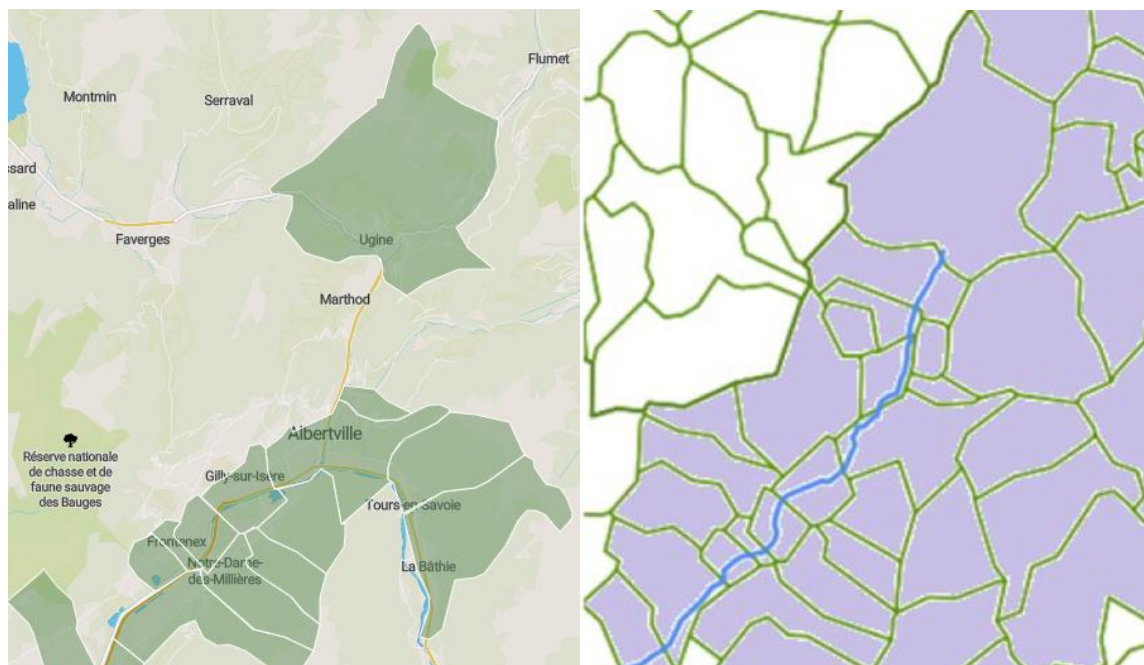 Flumet
Montmin
Serraval
ssard
aline
Faverges
Ugine
Marthod
Albertville
Réserve nationale
de chasse et de
faune sauvage
des Bauges
Gilly-sur-Isère
Tours-en-Savoie
Frontenex
Notre-Dame-
des-Millières
La Bâthie